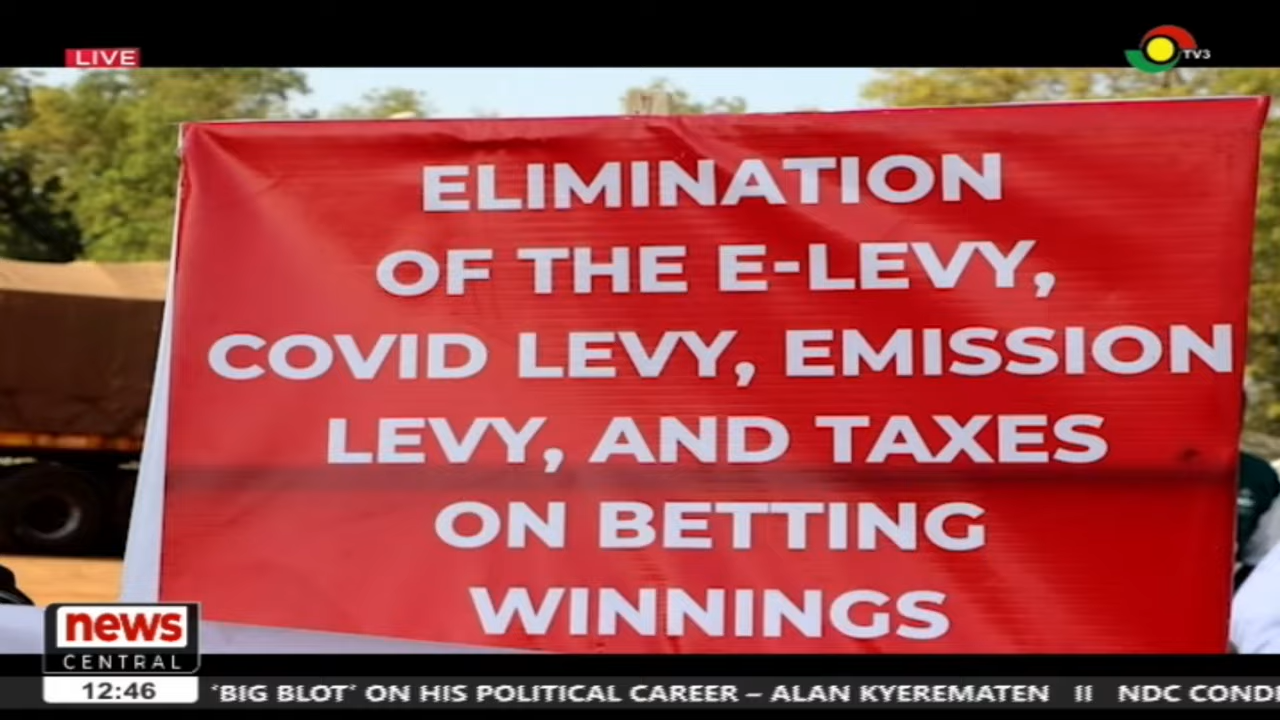 LIVE
TV3
ELIMINATION
OF THE E-LEVY,
COVID LEVY, EMISSION
LEVY, AND TAXES
ON BETTING
WINNINGS
news
CENTRAL
12:46
'BIG BLOT' ON HIS POLITICAL CAREER – ALAN KYEREMATEN II NDC